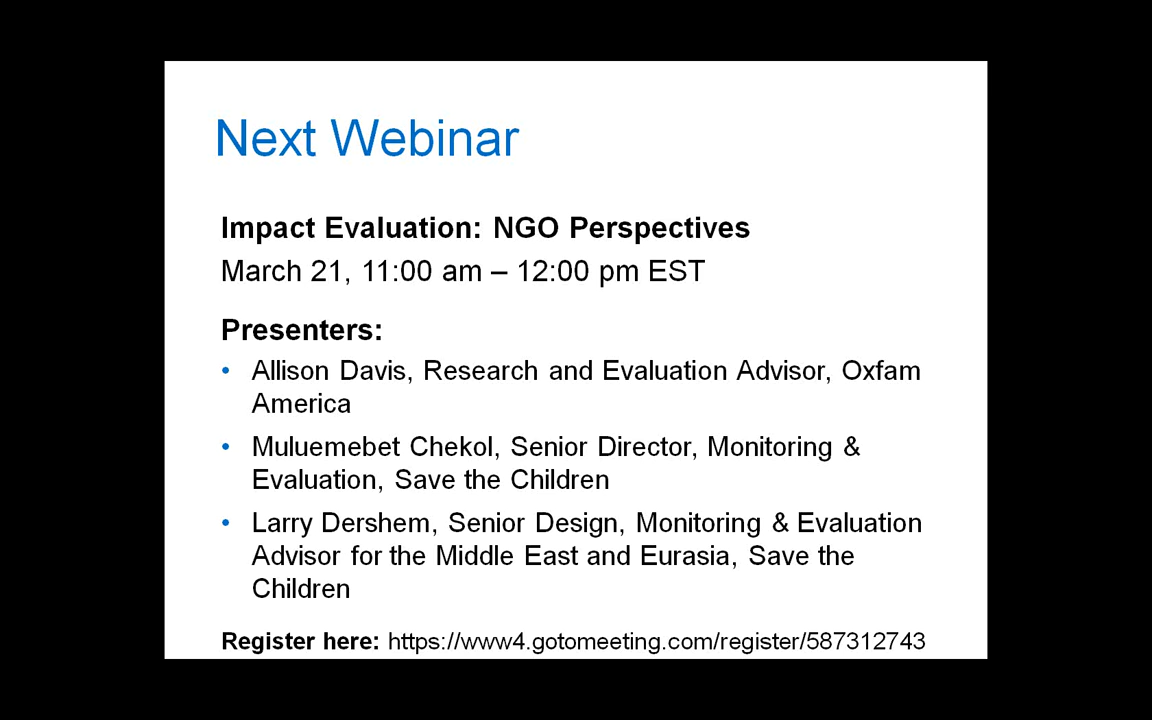 Next Webinar
Impact Evaluation: NGO Perspectives
March 21, 11:00 am – 12:00 pm EST
Presenters:
• Allison Davis, Research and Evaluation Advisor, Oxfam
America
• Muluemebet Chekol, Senior Director, Monitoring &
Evaluation, Save the Children
• Larry Dershem, Senior Design, Monitoring & Evaluation
Advisor for the Middle East and Eurasia, Save the
Children
Register here: https://www4.gotomeeting.com/register/587312743